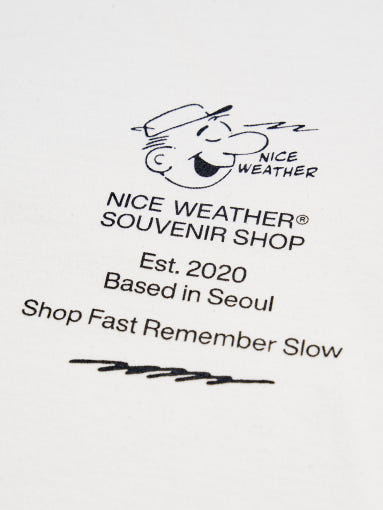 NICE
WEATHER
NICE WEATHER®
SOUVENIR SHOP
Est. 2020
Based in Seoul
Shop Fast Remember Slow